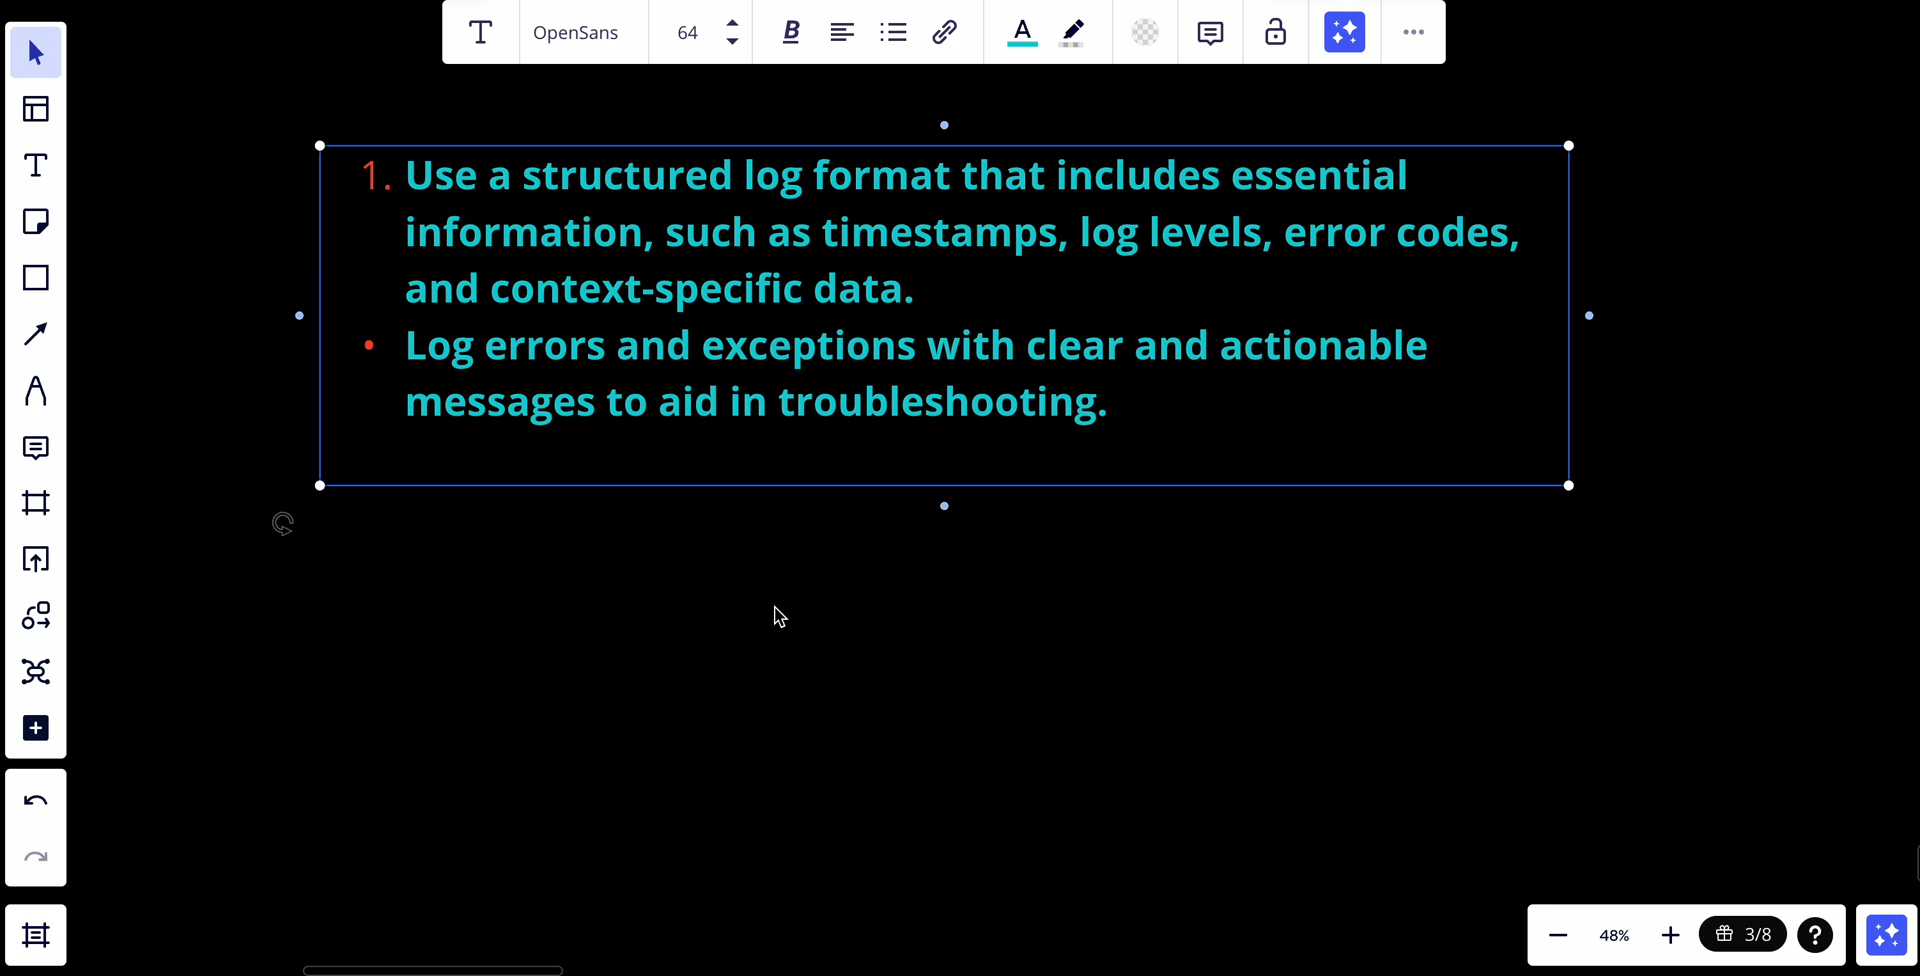 OpenSans 64 B A
1. Use a structured log format that includes essential
information, such as timestamps, log levels, error codes,
and context-specific data.
• Log errors and exceptions with clear and actionable
messages to aid in troubleshooting.
48% 3/8 ?